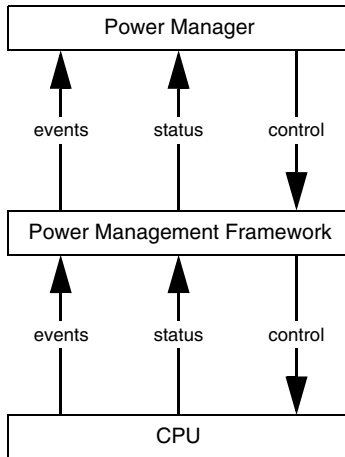 Power Manager
events status control
Power Management Framework
events status control
CPU